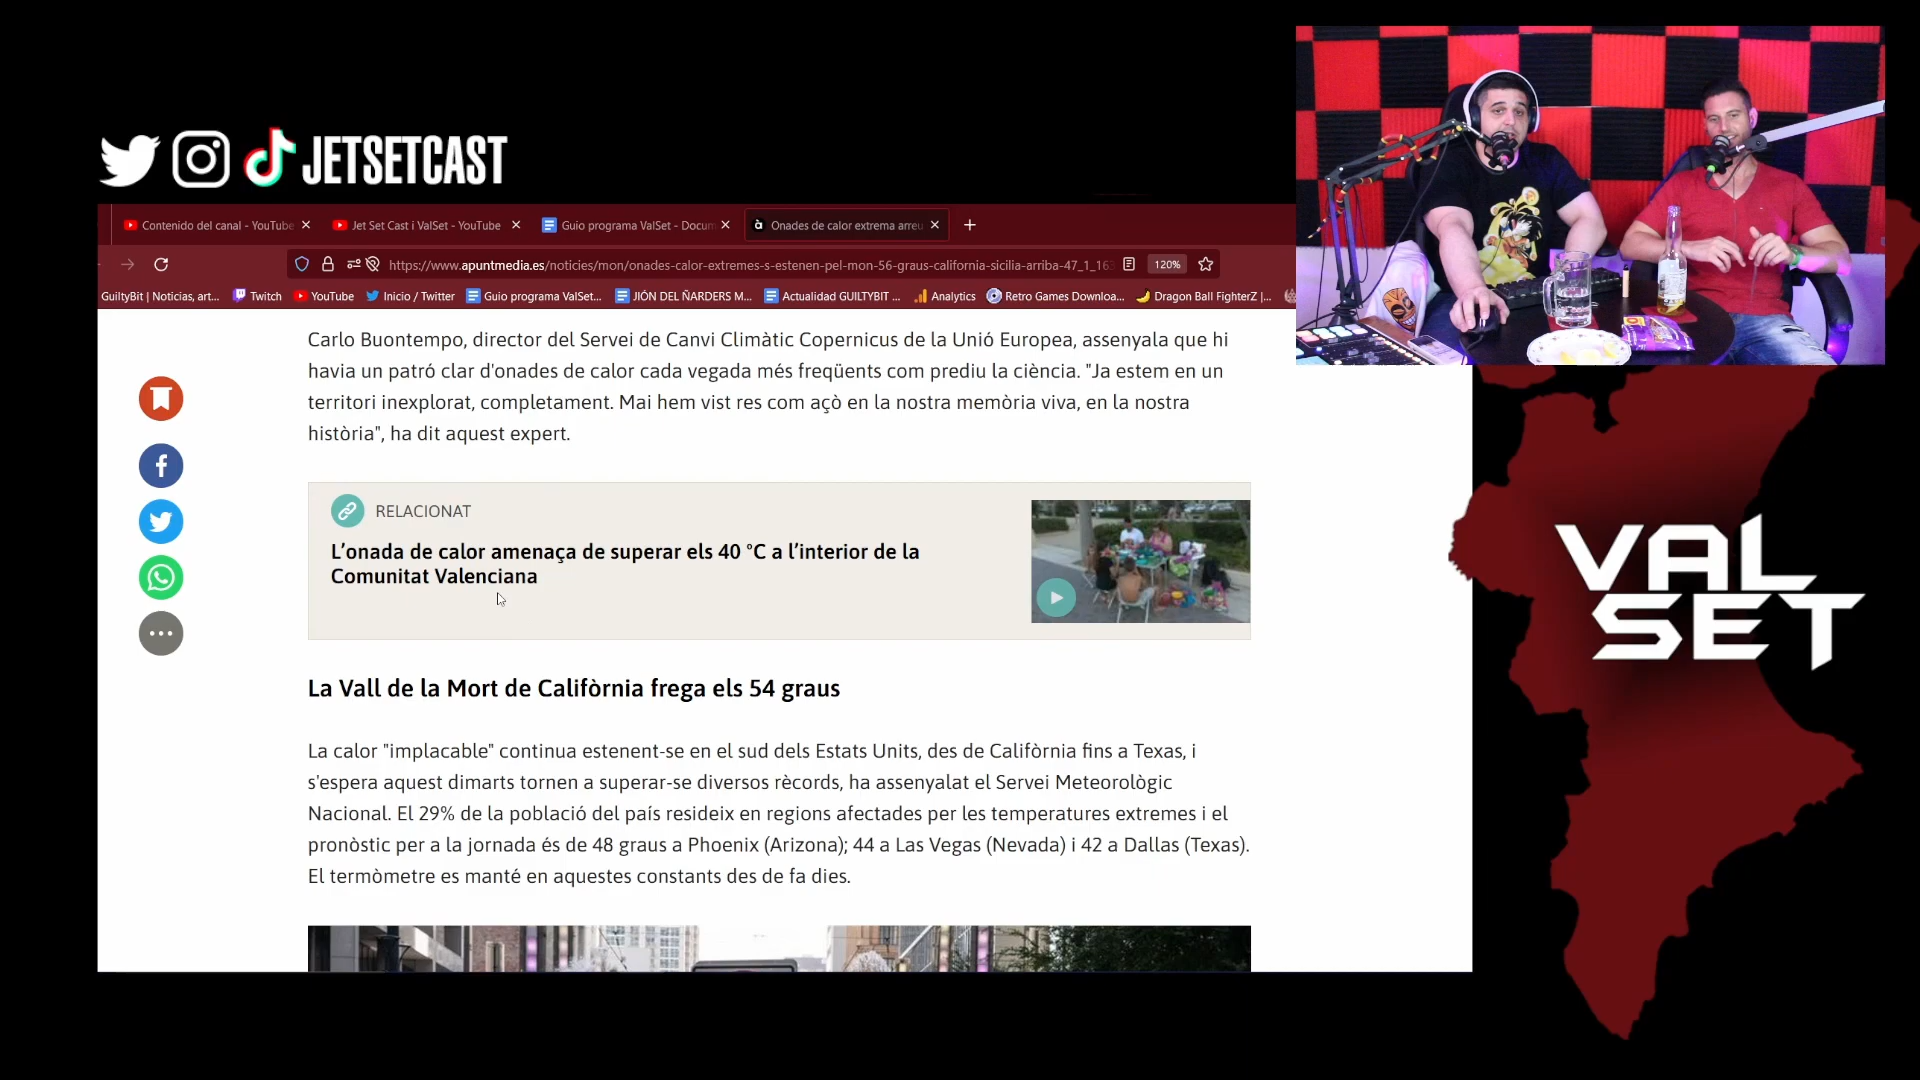 JETSETCAST
Contenido del canal - YouTube
Jet Set Cast i ValSet - YouTube
Guio programa ValSet - Docum
Onades de calor extrema arreu
https://www.apuntmedia.es/noticies/mon/onades-calor-extremes-s-estenen-pel-mon-56-graus-california-sicilia-arriba-47_1_163
120%
GuiltyBit | Noticias, art...
Twitch
YouTube
Inicio / Twitter
Guio programa ValSet...
JIÓN DEL ÑARDERS M...
Actualidad GUILTYBIT ...
Analytics
Retro Games Downloa...
Dragon Ball FighterZ |...
Carlo Buontempo, director del Servei de Canvi Climàtic Copernicus de la Unió Europea, assenyala que hi
havia un patró clar d'onades de calor cada vegada més freqüents com prediu la ciència. "Ja estem en un
territori inexplorat, completament. Mai hem vist res com açò en la nostra memòria viva, en la nostra
història", ha dit aquest expert.
RELACIONAT
L’onada de calor amenaça de superar els 40 °C a l’interior de la
Comunitat Valenciana
La Vall de la Mort de Califòrnia frega els 54 graus
La calor "implacable" continua estenent-se en el sud dels Estats Units, des de Califòrnia fins a Texas, i
s'espera aquest dimarts tornen a superar-se diversos rècords, ha assenyalat el Servei Meteorològic
Nacional. El 29% de la població del país resideix en regions afectades per les temperatures extremes i el
pronòstic per a la jornada és de 48 graus a Phoenix (Arizona); 44 a Las Vegas (Nevada) i 42 a Dallas (Texas).
El termòmetre es manté en aquestes constants des de fa dies.
VAL
SET